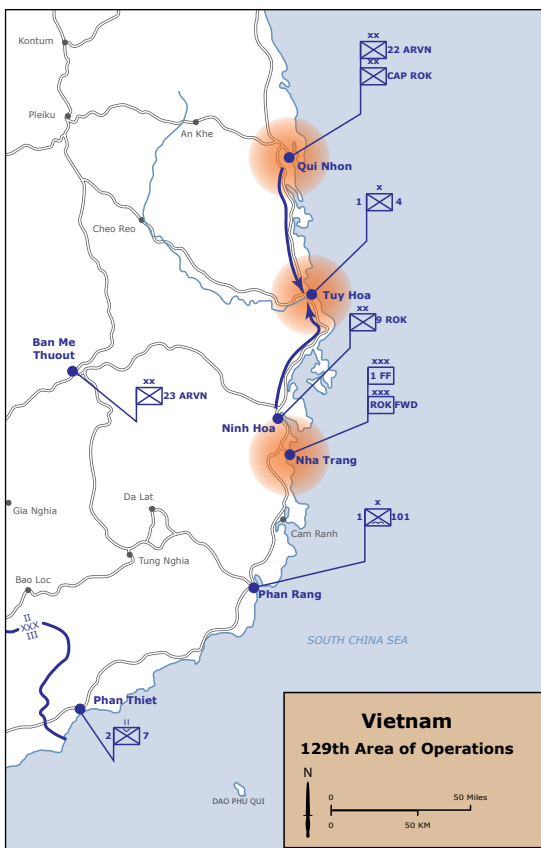 Kontum
xx
22 ARVN
xx
CAP ROK
Pleiku
An Khe
Qui Nhon
x
1 4
Cheo Reo
Tuy Hoa
xx
9 ROK
Ban Me
Thuout
xxx
1 FF
xx
23 ARVN
xxx
ROK FWD
Ninh Hoa
Nha Trang
Da Lat
x
1 101
Gia Nghia
Cam Ranh
Tung Nghia
Bao Loc
Phan Rang
II
XXX
III
SOUTH CHINA SEA
Phan Thiet
II
2 7
Vietnam
129th Area of Operations
N
0 50 Miles
0 50 KM
DAO PHU QUI